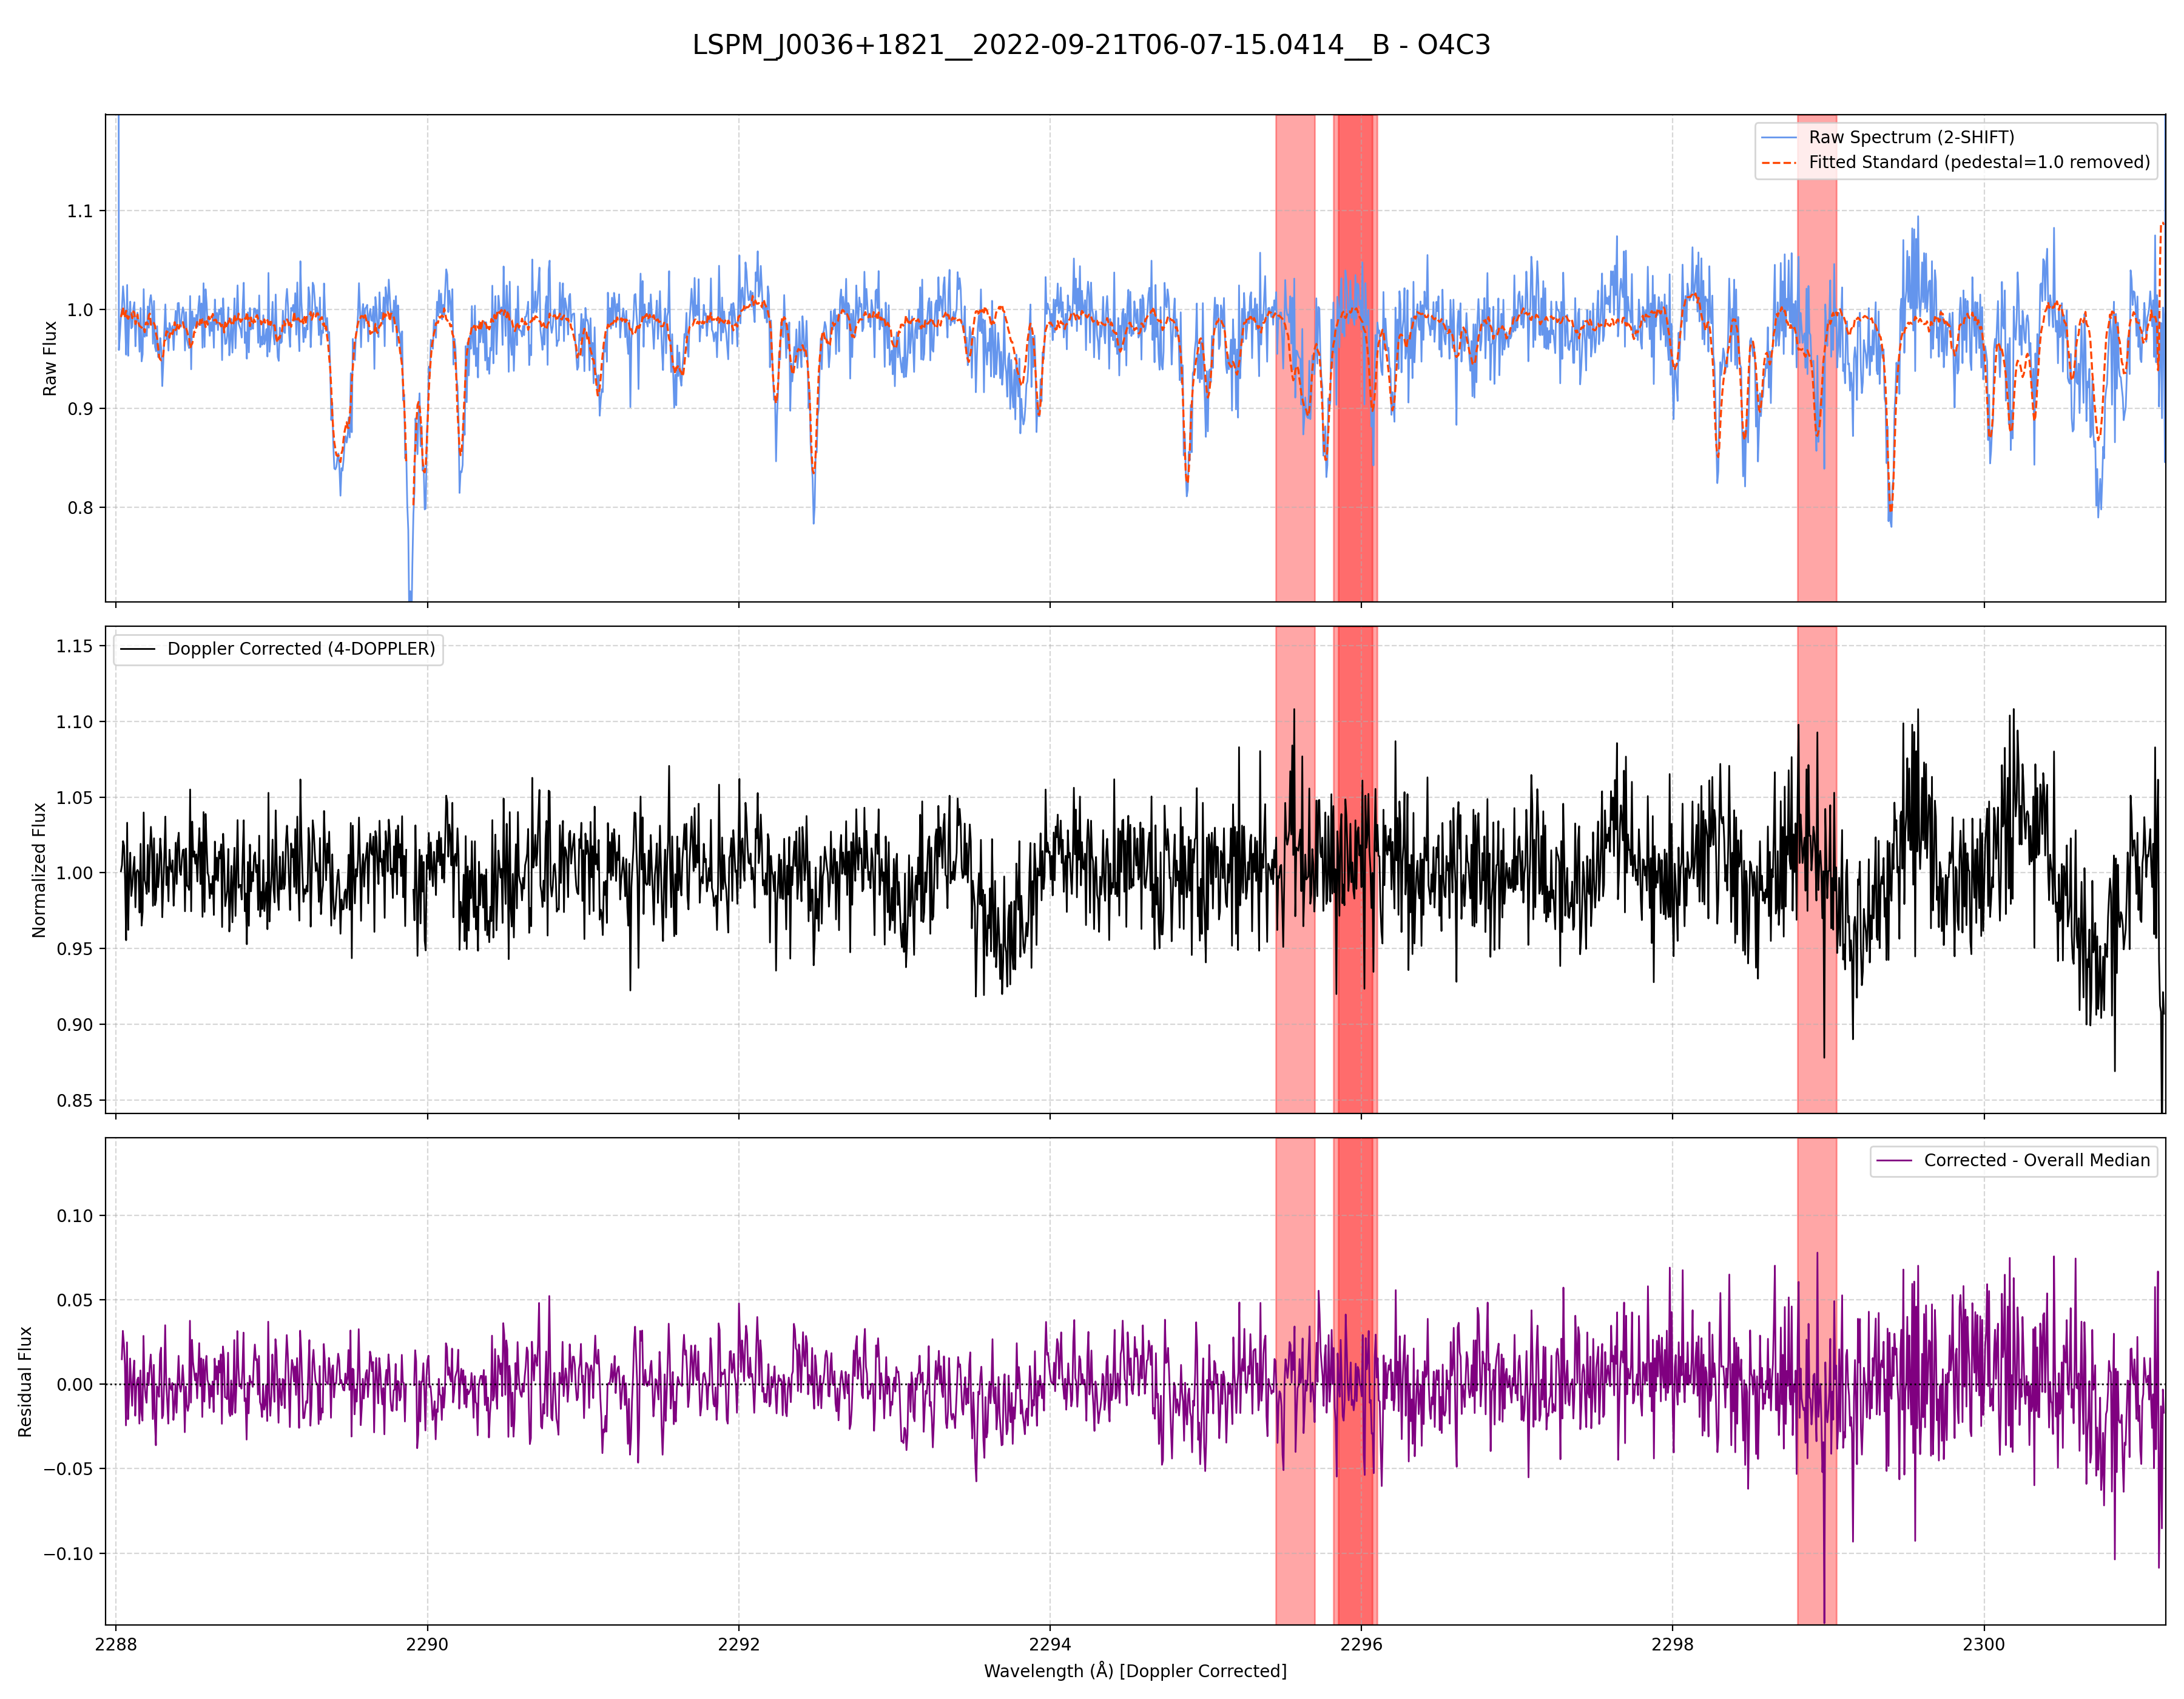 LSPM_J0036+1821__2022-09-21T06-07-15.0414__B - O4C3
Raw Spectrum (2-SHIFT)
Fitted Standard (pedestal=1.0 removed)
1.1
1.0
0.9
0.8
Raw Flux
Doppler Corrected (4-DOPPLER)
1.15
1.10
1.05
1.00
0.95
0.90
0.85
Normalized Flux
Corrected - Overall Median
0.10
0.05
0.00
−0.05
−0.10
Residual Flux
2288 2290 2292 2294 2296 2298 2300
Wavelength (Å) [Doppler Corrected]